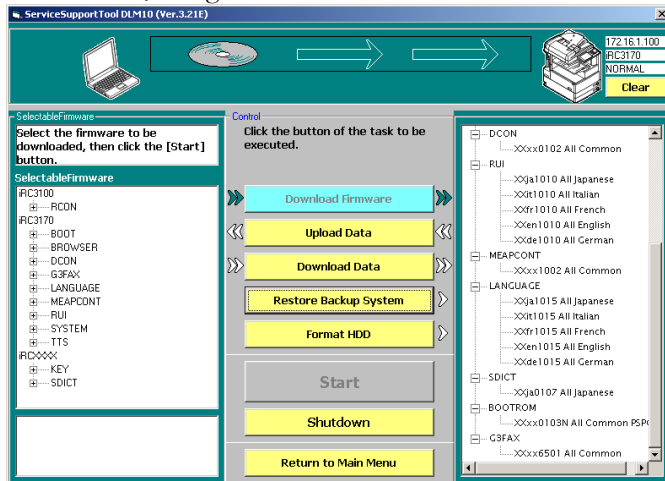 ServiceSupportTool DLM10 (Ver.3.21E)
172.16.1.100
iRC3170
NORMAL
Clear
SelectableFirmware
Select the firmware to be
downloaded, then click the [Start]
button.
SelectableFirmware
iRC3100
RCON
iRC3170
BOOT
BROWSER
DCON
G3FAX
LANGUAGE
MEAPCONT
RUI
SYSTEM
TTS
iRCXXXX
KEY
SDICT
Control
Click the button of the task to be
executed.
Download Firmware
Upload Data
Download Data
Restore Backup System
Format HDD
Start
Shutdown
Return to Main Menu
DCON
XXxx0102 All Common
RUI
XXja1010 All Japanese
XXit1010 All Italian
XXfr1010 All French
XXen1010 All English
XXde1010 All German
MEAPCONT
XXxx1002 All Common
LANGUAGE
XXja1015 All Japanese
XXit1015 All Italian
XXfr1015 All French
XXen1015 All English
XXde1015 All German
SDICT
XXja0107 All Japanese
BOOTROM
XXxx0103N All Common
G3FAX
XXxx6501 All Common